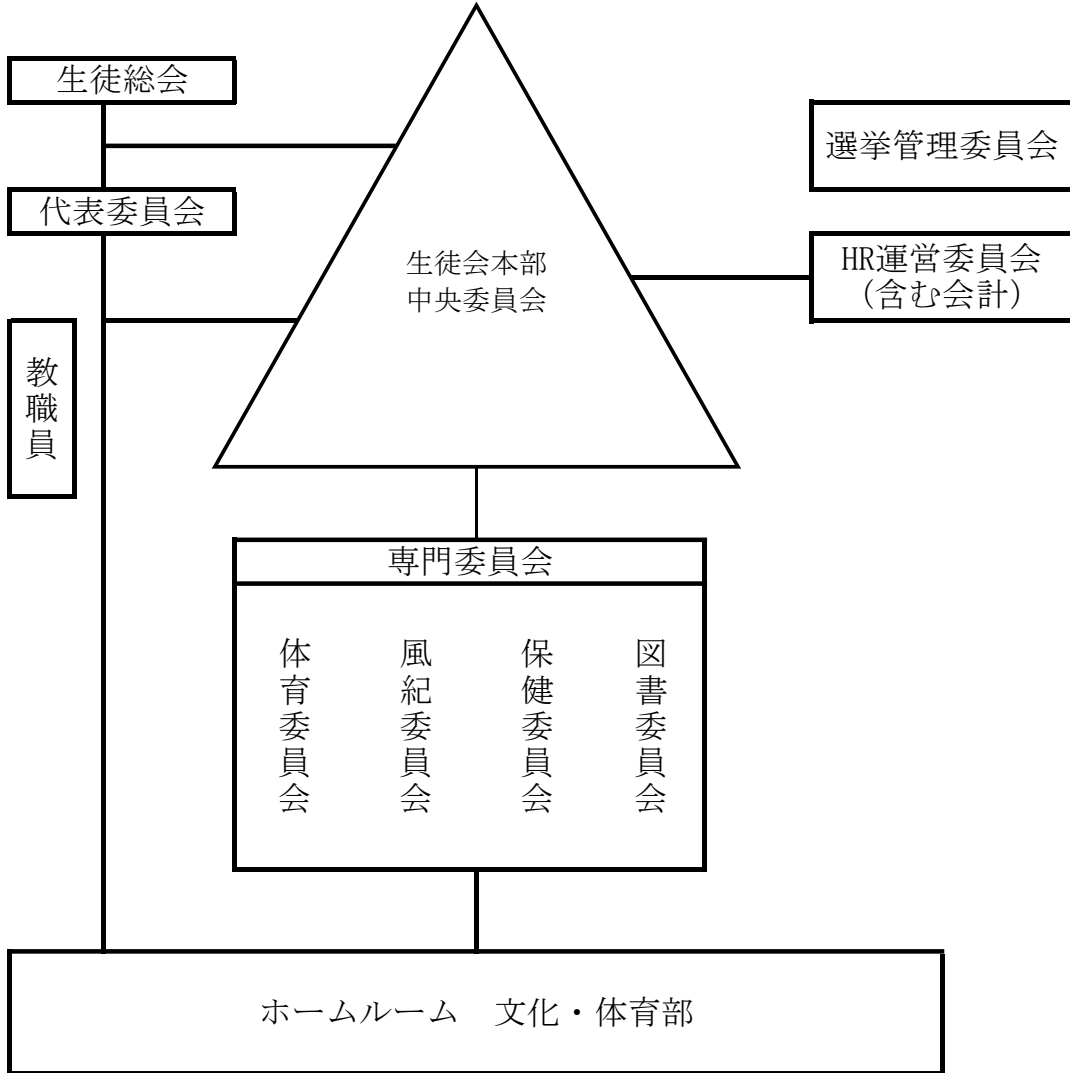 生徒総会
代表委員会
教職員
生徒会本部
中央委員会
選挙管理委員会
HR運営委員会
(含む会計)
専門委員会
体育委員会
風紀委員会
保健委員会
図書委員会
ホームルーム　文化・体育部